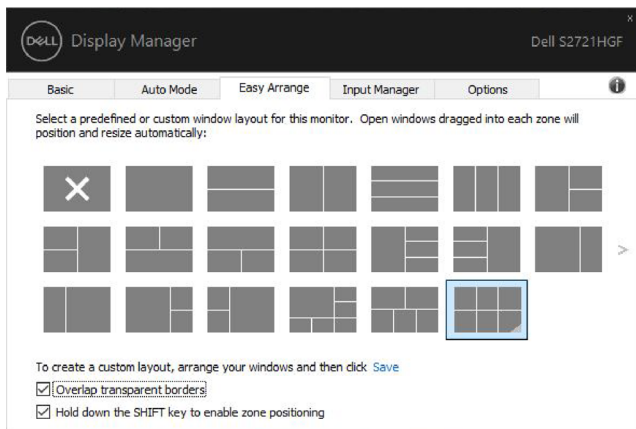 DELL Display Manager
Dell S2721HGF
Basic
Auto Mode
Easy Arrange
Input Manager
Options
Select a predefined or custom window layout for this monitor. Open windows dragged into each zone will
position and resize automatically:
To create a custom layout, arrange your windows and then click Save
Overlap transparent borders
Hold down the SHIFT key to enable zone positioning